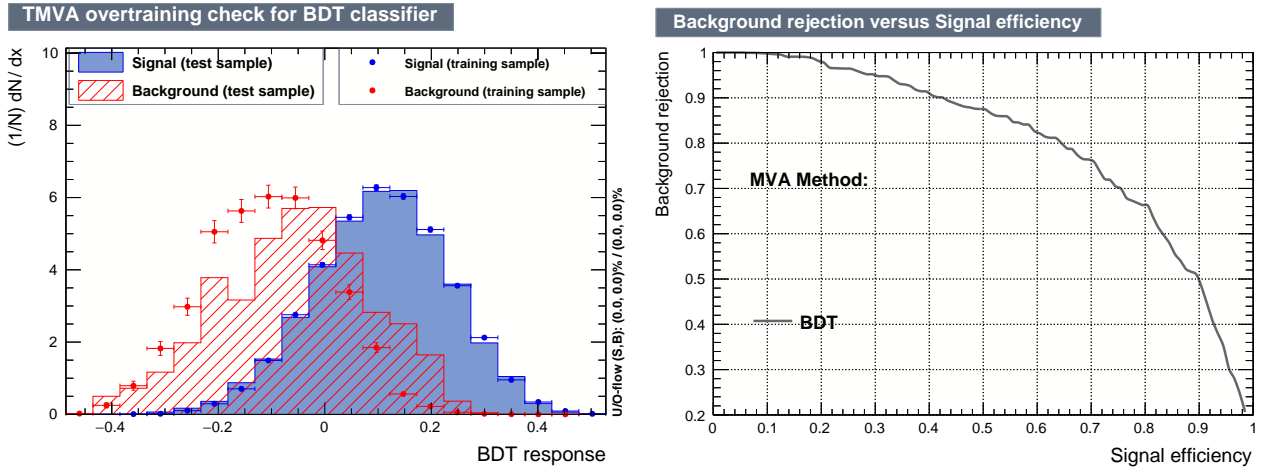 TMVA overtraining check for BDT classifier
Signal (test sample)
Background (test sample)
Signal (training sample)
Background (training sample)
(1/N) dN/ dx
10
8
6
4
2
0
−0.4
−0.2
0
0.2
0.4
BDT response
U/O-flow (S,B): (0.0, 0.0)% / (0.0, 0.0)%
Background rejection versus Signal efficiency
Background rejection
1
0.9
0.8
0.7
0.6
0.5
0.4
0.3
0.2
MVA Method:
BDT
0
0.1
0.2
0.3
0.4
0.5
0.6
0.7
0.8
0.9
1
Signal efficiency